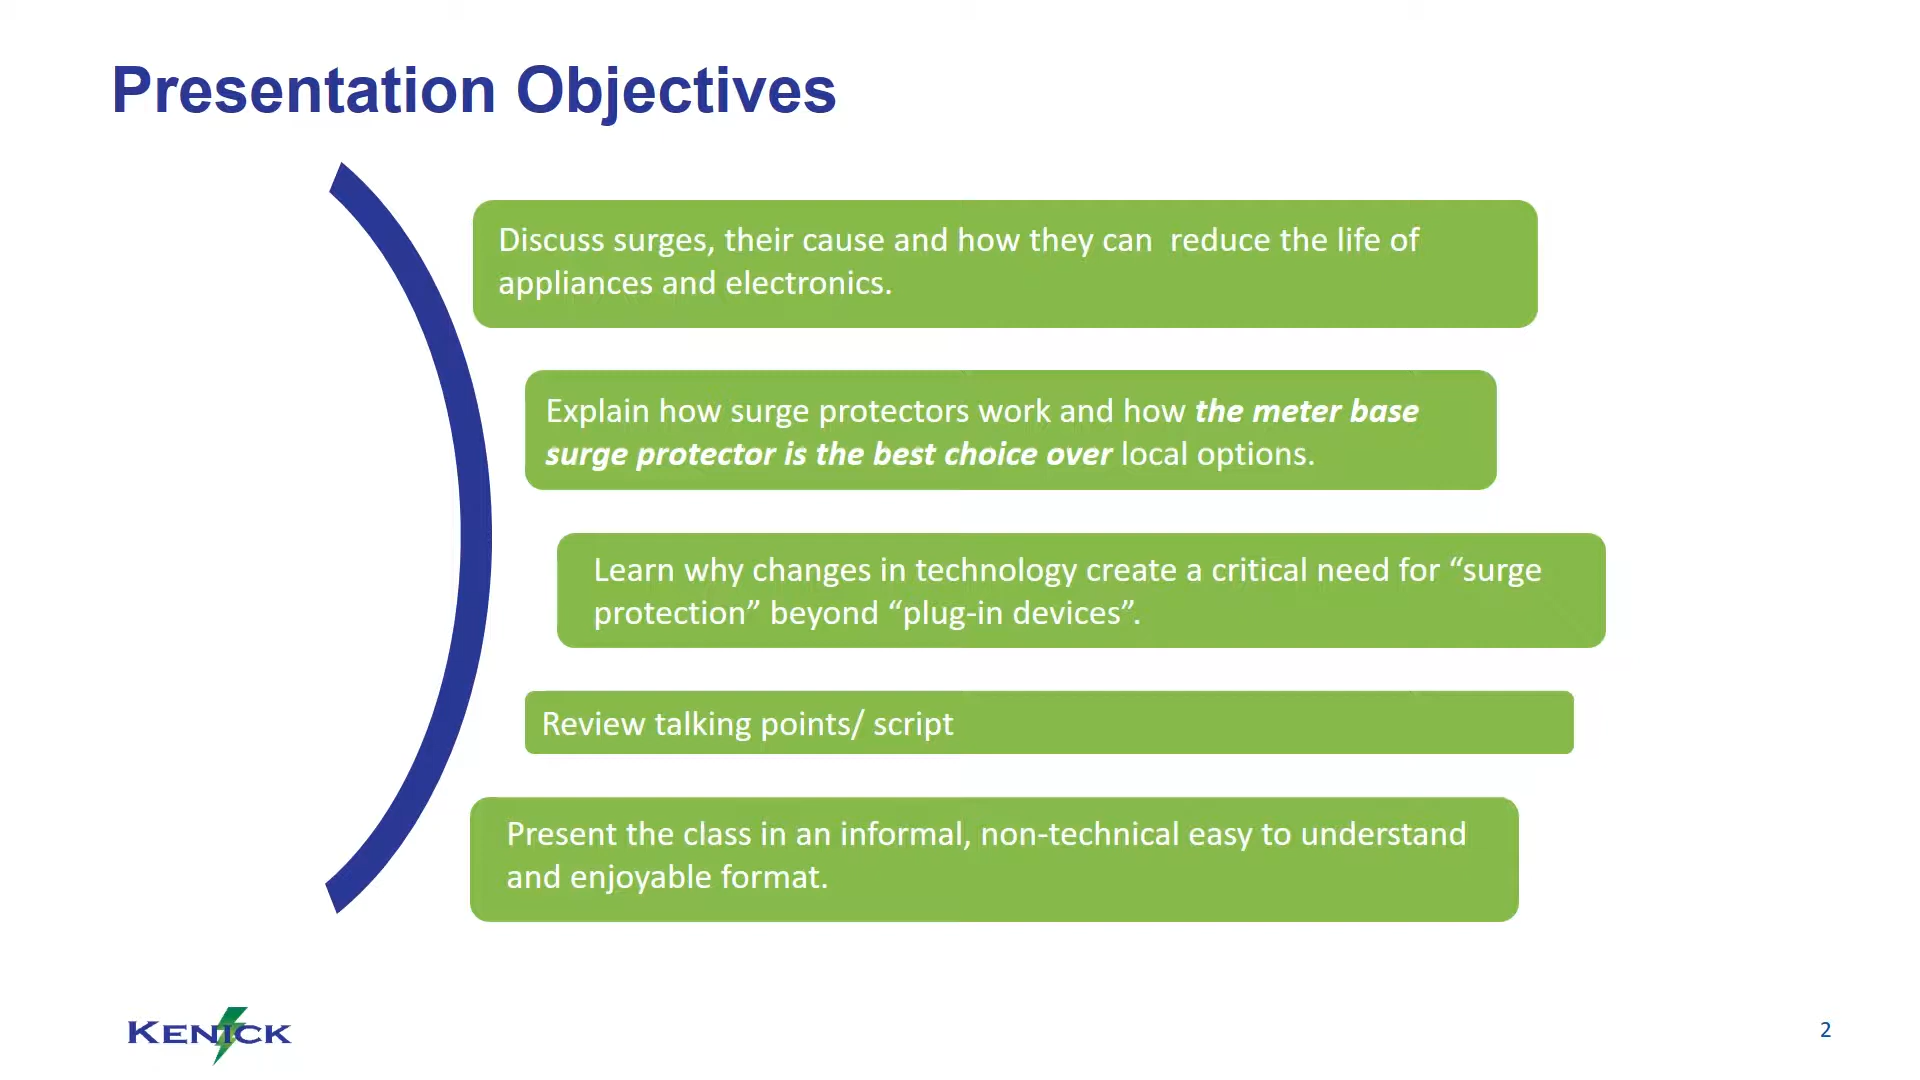 Presentation Objectives
Discuss surges, their cause and how they can  reduce the life of
appliances and electronics.
Explain how surge protectors work and how the meter base
surge protector is the best choice over local options.
Learn why changes in technology create a critical need for “surge
protection” beyond “plug-in devices”.
Review talking points/ script
Present the class in an informal, non-technical easy to understand
and enjoyable format.
KENICK
2